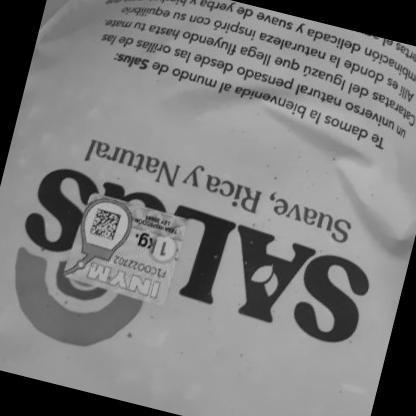 INYM
F1CO022702
1kg.
SALUS
Suave, Rica y Natural
Te damos la bienvenida al mundo de Salus:
un universo natural pensado desde las orillas de las
Cataratas del Iguazú que llega fluyendo hasta tu mate.
Allí es donde la naturaleza inspiró con su equilibrio
combinación delicada y suave de yerba y